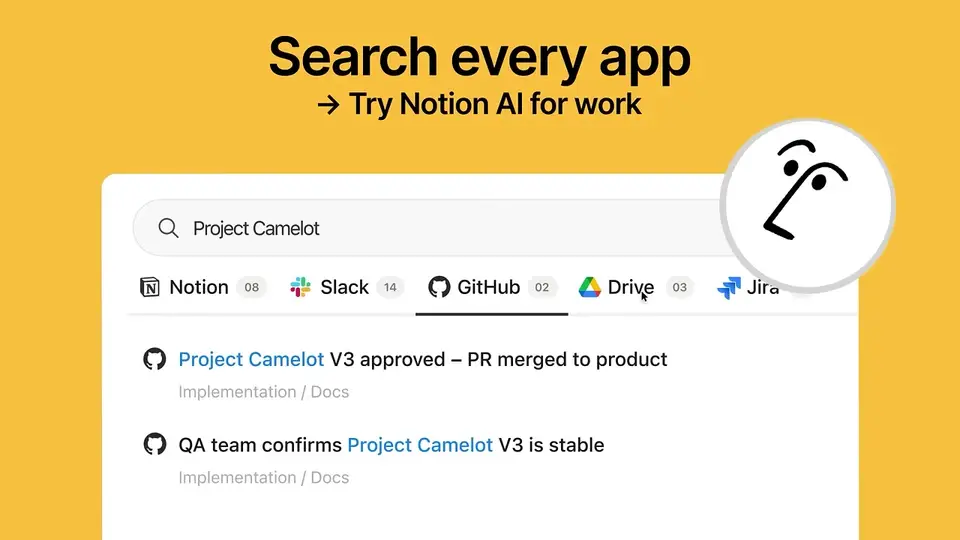 Search every app
→ Try Notion AI for work
Project Camelot
Notion 08 Slack 14 GitHub 02 Drive 03 Jira
Project Camelot V3 approved – PR merged to product
Implementation / Docs
QA team confirms Project Camelot V3 is stable
Implementation / Docs